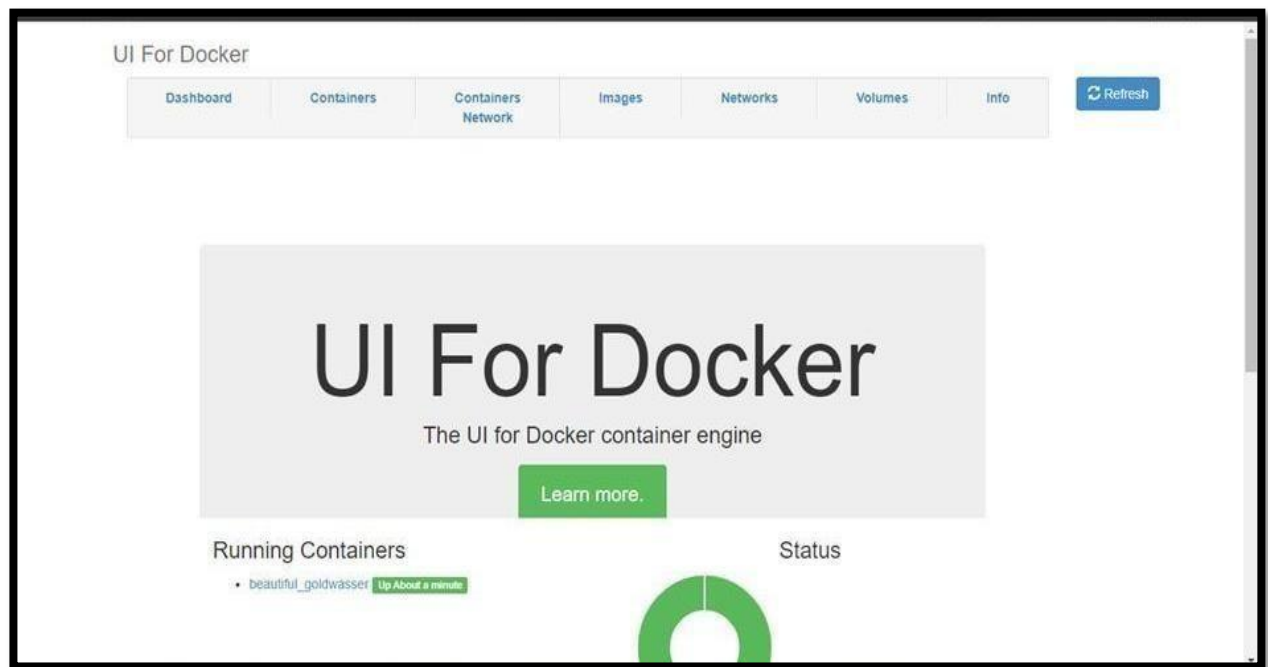 UI For Docker
Dashboard
Containers
Containers
Network
Images
Networks
Volumes
Info
Refresh
UI For Docker
The UI for Docker container engine
Learn more.
Running Containers
beautiful_goldwasser Up About a minute
Status